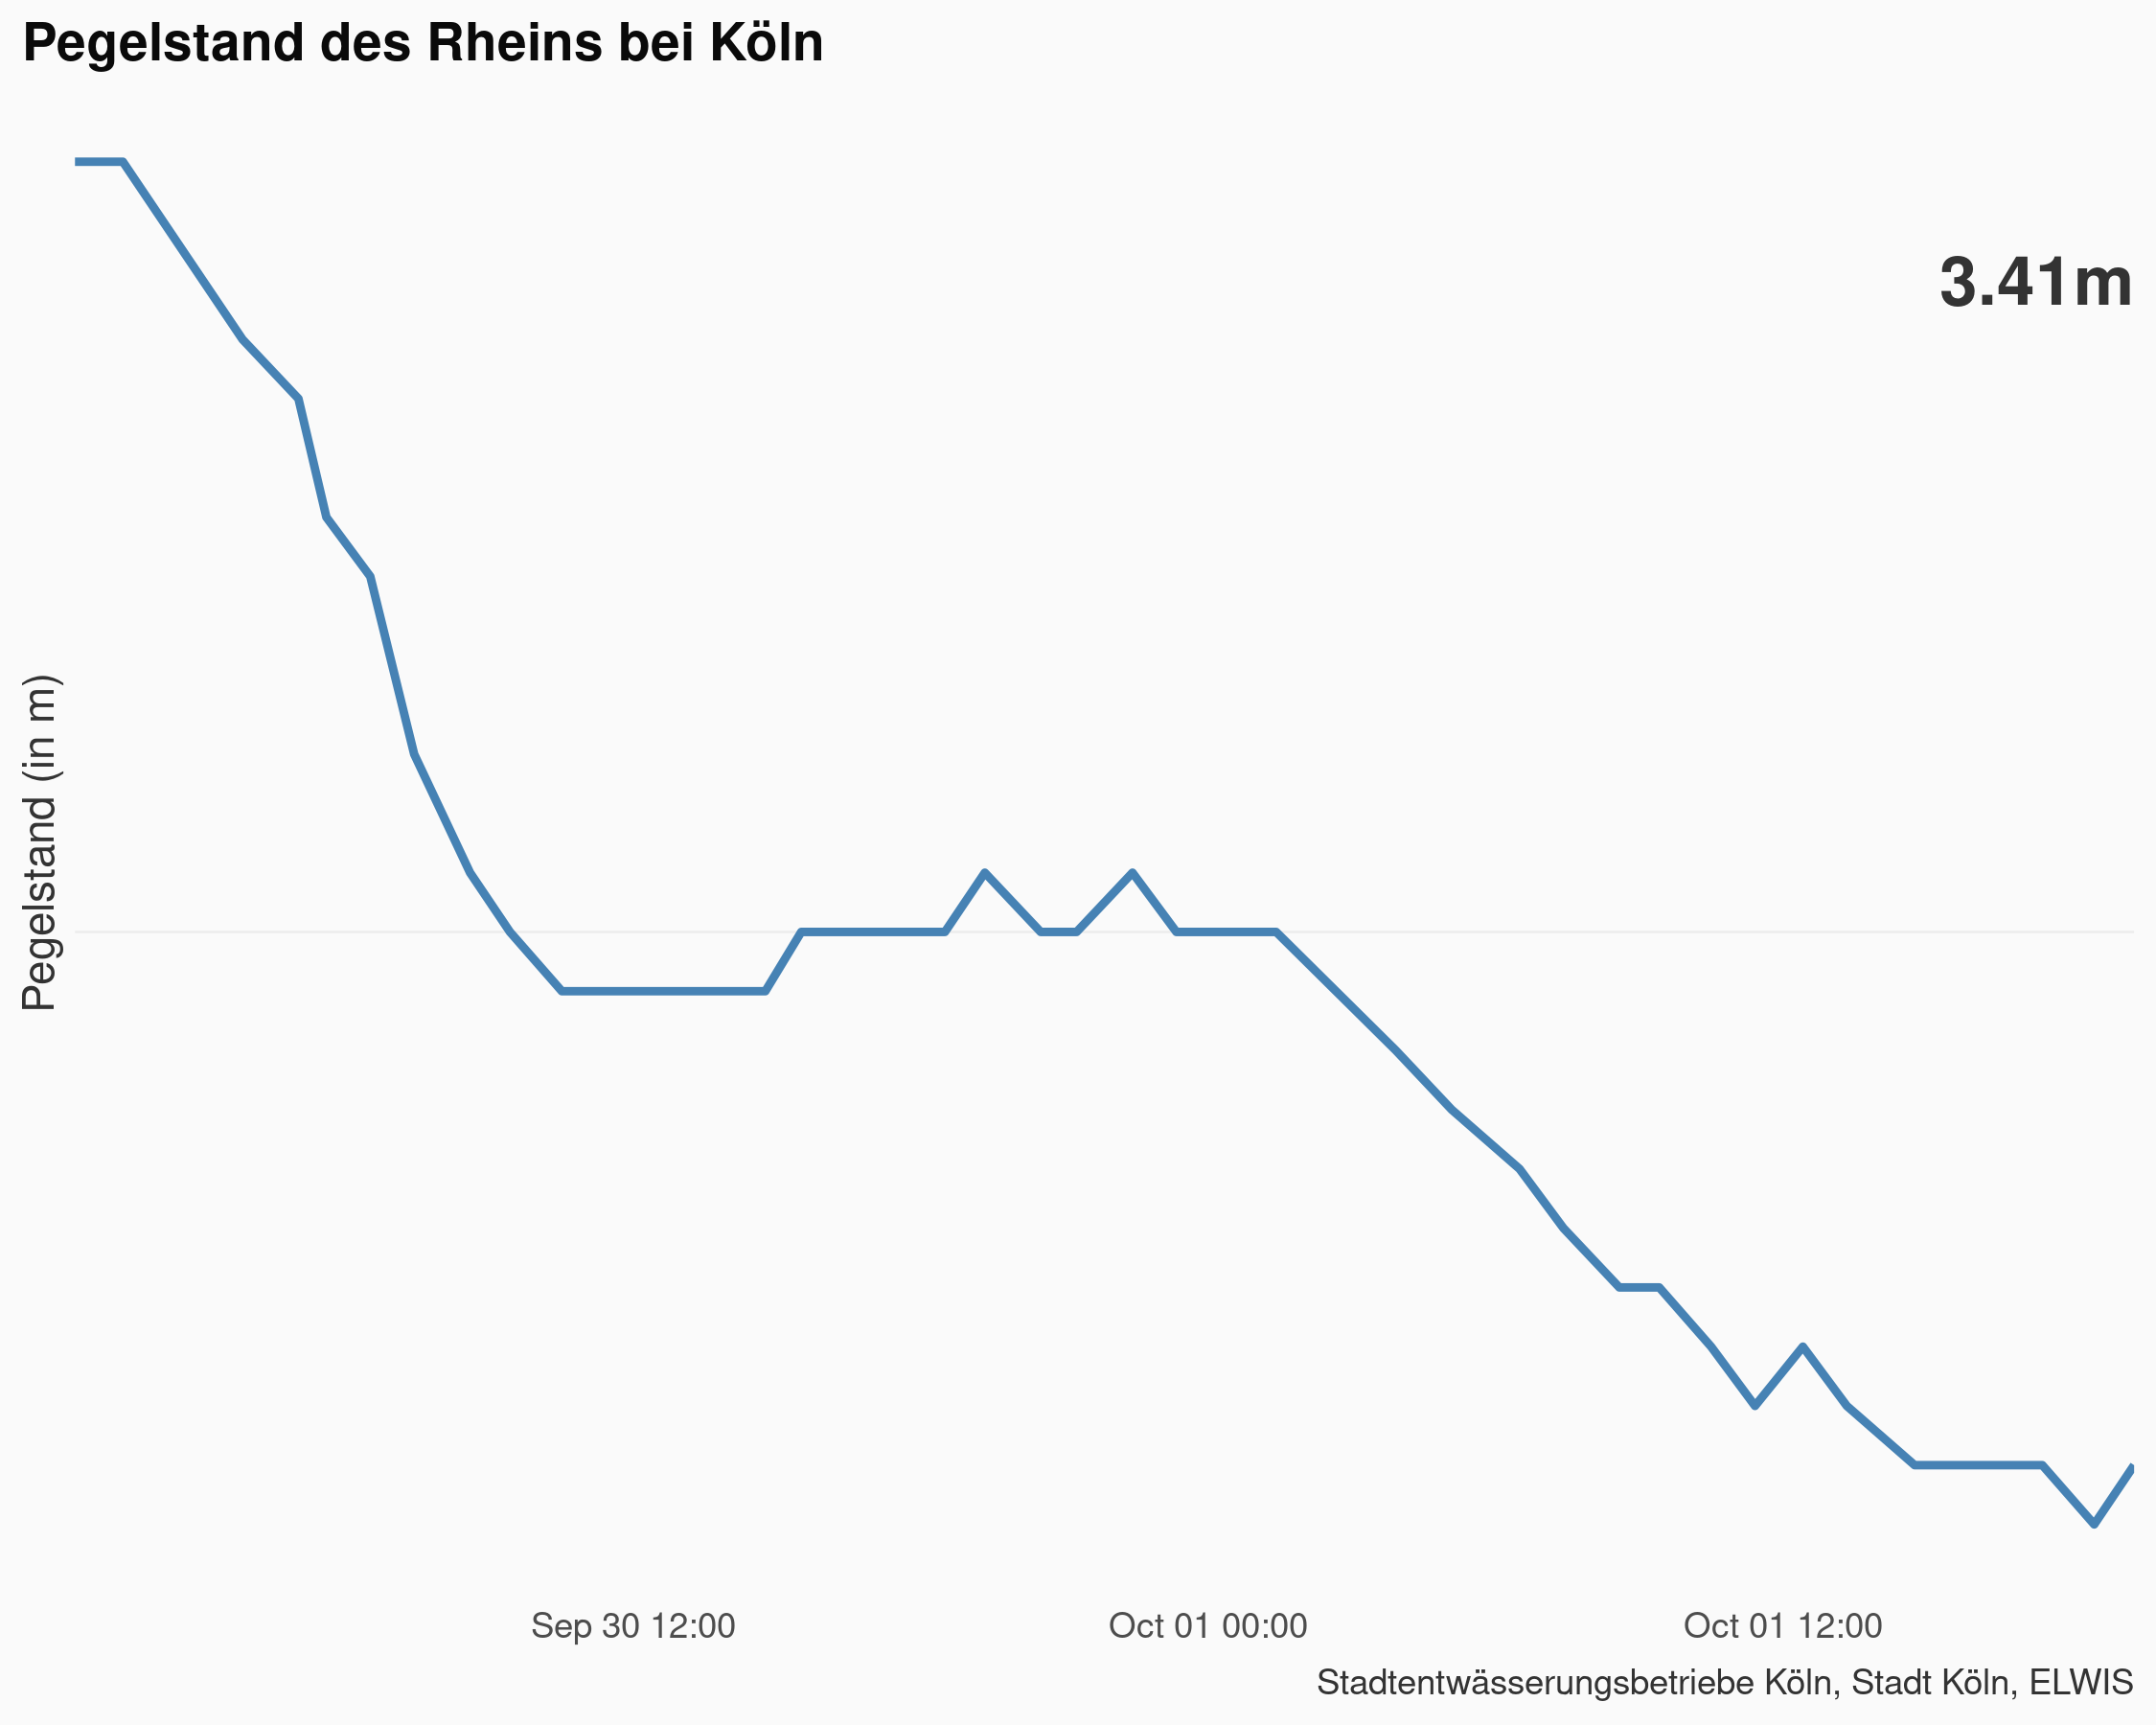 Pegelstand des Rheins bei Köln
3.41m
Pegelstand (in m)
Sep 30 12:00
Oct 01 00:00
Oct 01 12:00
Stadtentwässerungsbetriebe Köln, Stadt Köln, ELWIS